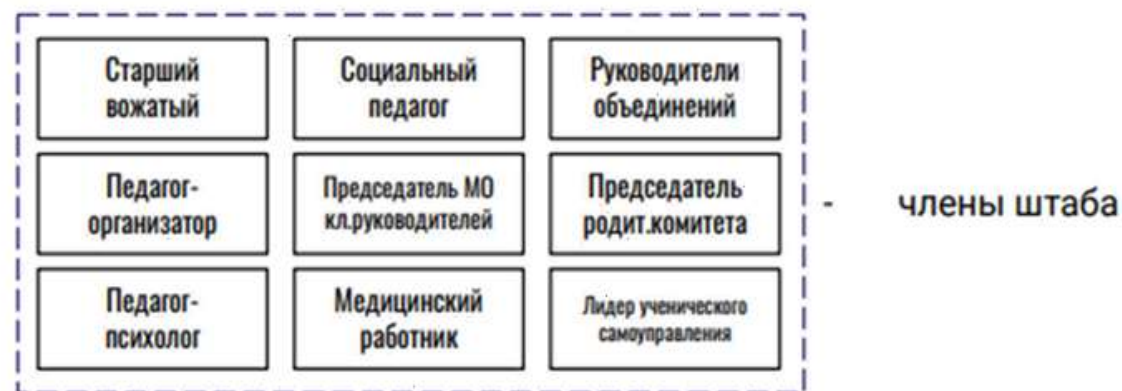 Старший
вожатый
Социальный
педагог
Руководители
объединений
Педагог-
организатор
Председатель МО
кл.руководителей
Председатель
родит.комитета
- члены штаба
Педагог-
психолог
Медицинский
работник
Лидер ученического
самоуправления